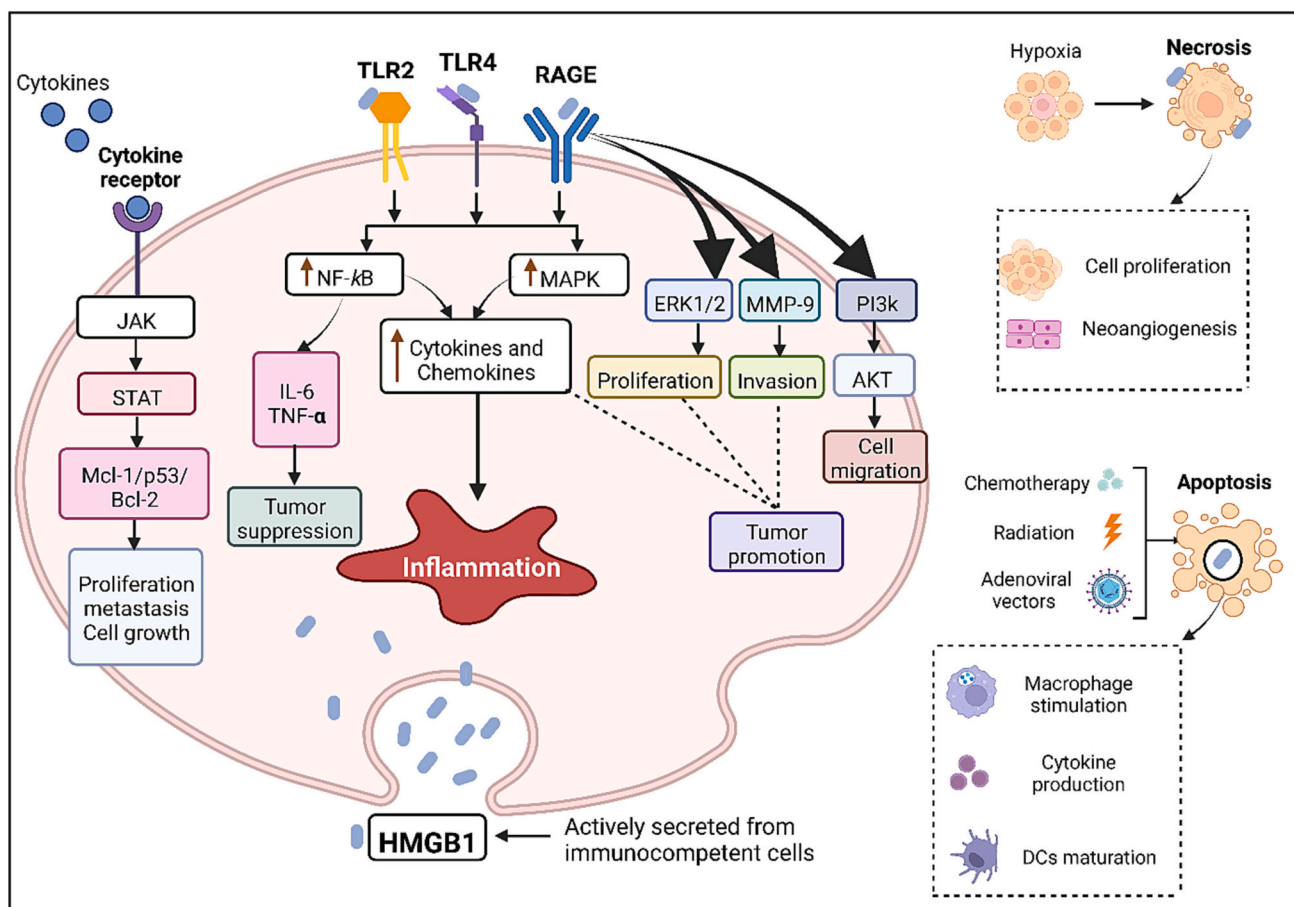 Cytokines
Cytokine
receptor
JAK
STAT
Mcl-1/p53/
Bcl-2
Proliferation
metastasis
Cell growth
TLR2
TLR4
RAGE
NF-kB
MAPK
IL-6
TNF-α
Tumor
suppression
Cytokines and
Chemokines
Inflammation
ERK1/2
MMP-9
PI3k
Proliferation
Invasion
AKT
Cell
migration
Tumor
promotion
HMGB1
Actively secreted from
immunocompetent cells
Hypoxia
Necrosis
Cell proliferation
Neoangiogenesis
Chemotherapy
Radiation
Adenoviral
vectors
Apoptosis
Macrophage
stimulation
Cytokine
production
DCs maturation